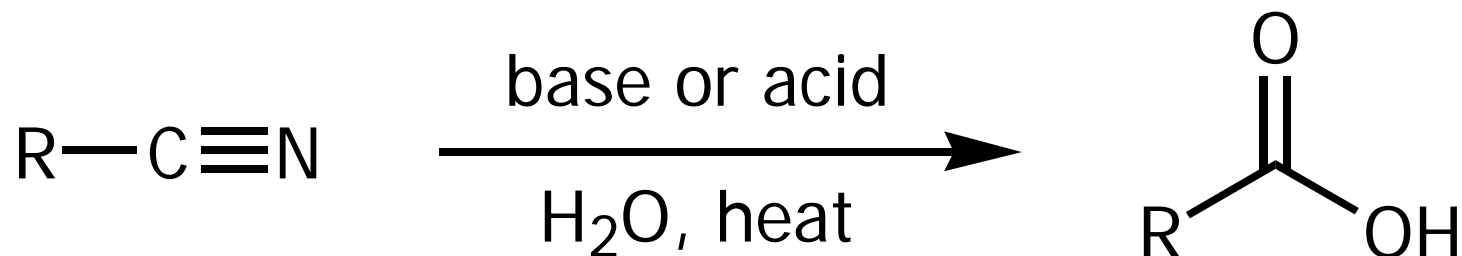 R—C≡N
base or acid
H₂O, heat
O
R
OH